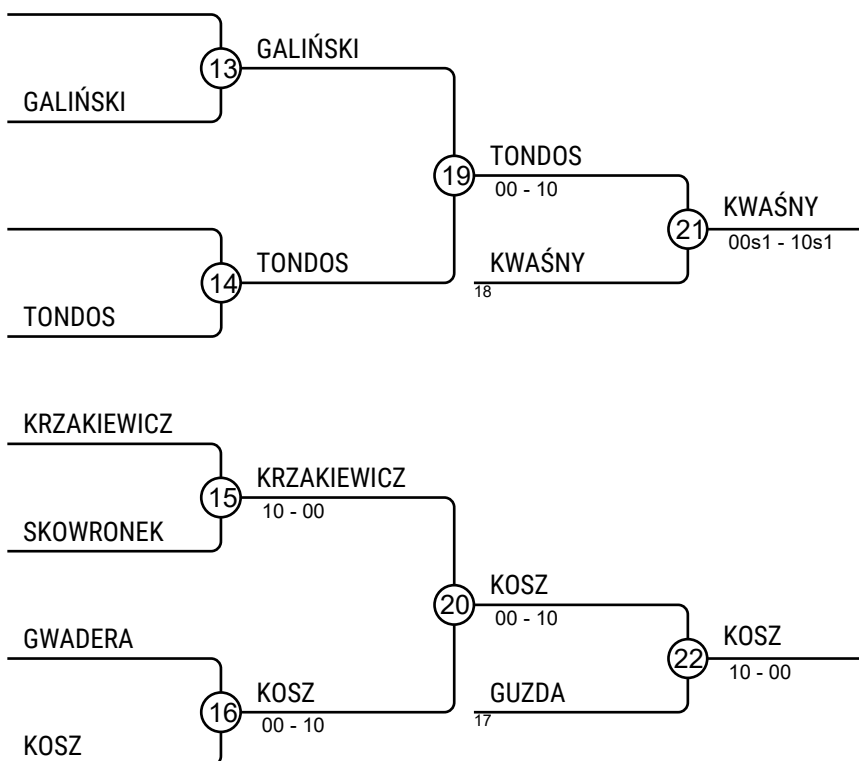 GALIŃSKI
13
GALIŃSKI
TONDOS
19
00 - 10
KWAŚNY
21
00s1 - 10s1
TONDOS
14
KWAŚNY
18
TONDOS
KRZAKIEWICZ
KRZAKIEWICZ
15
10 - 00
SKOWRONEK
KOSZ
20
00 - 10
GWADERA
KOSZ
22
10 - 00
KOSZ
16
00 - 10
GUZDA
17
KOSZ